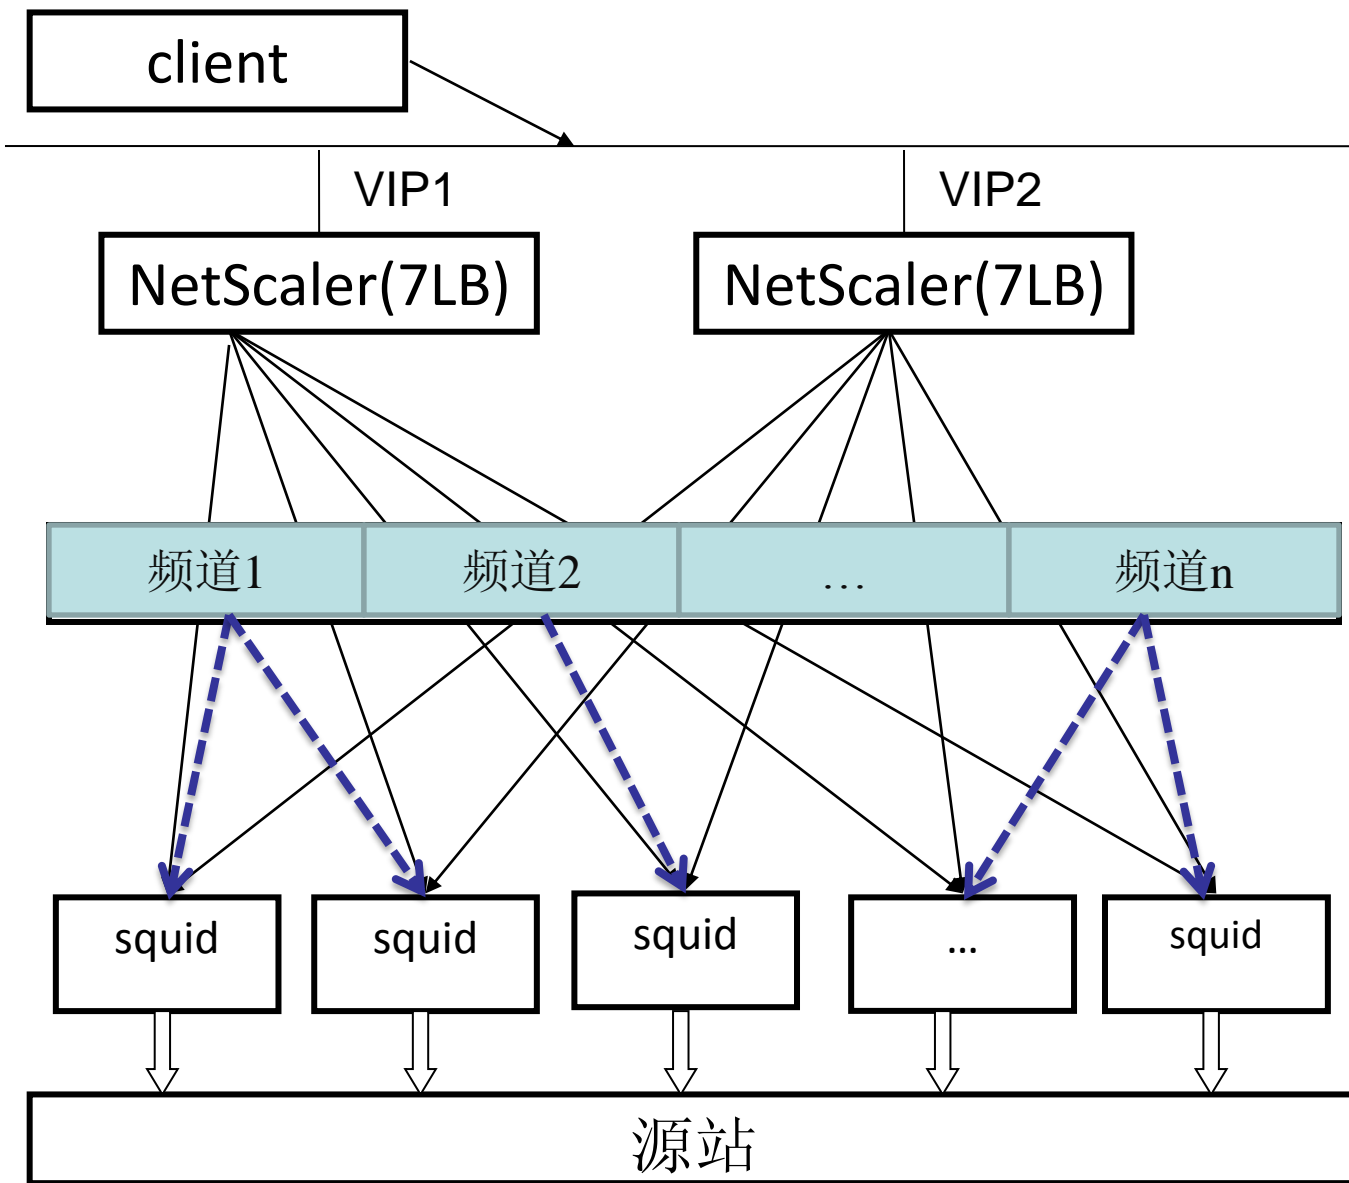 client
VIP1
VIP2
NetScaler(7LB)
NetScaler(7LB)
频道1
频道2
...
频道n
squid
squid
squid
...
squid
源站